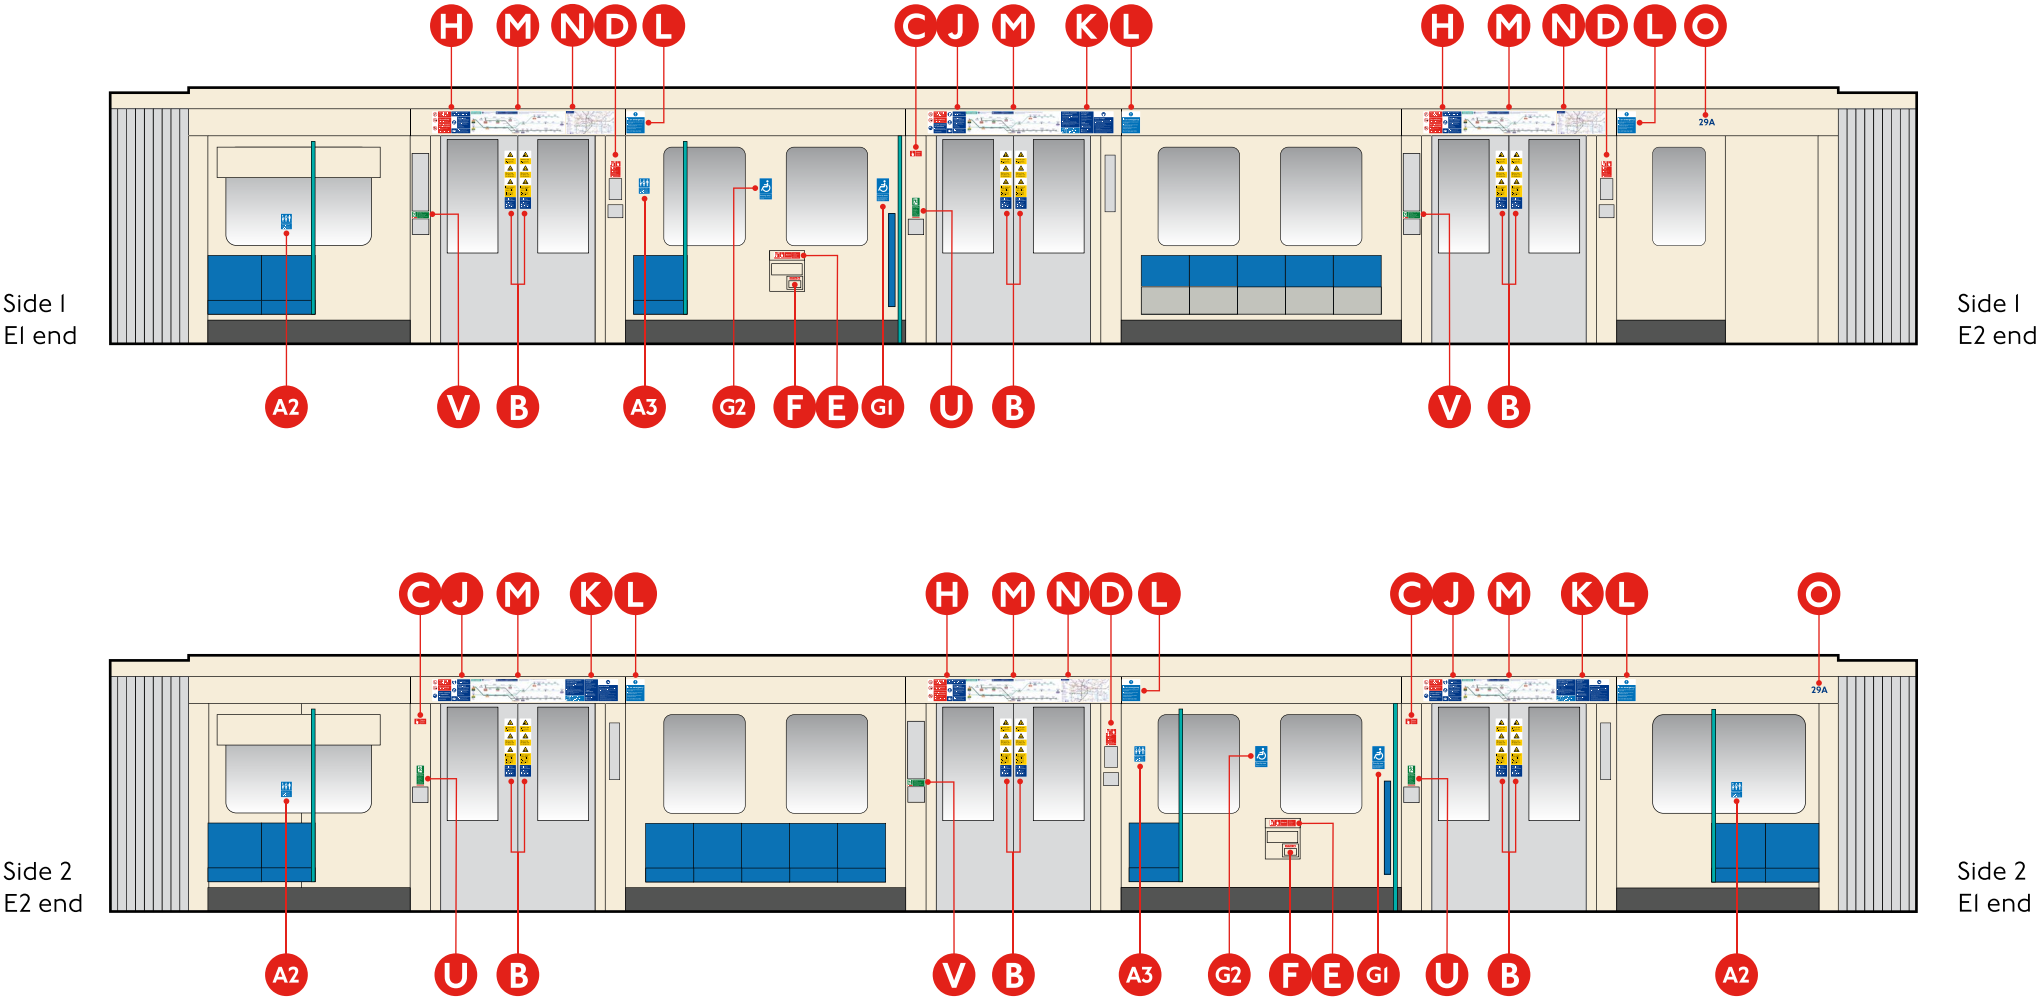 H M N D L C J M K L H M N D L O
29A
Side 1
E1 end
Side 1
E2 end
A2 V B A3 G2 F E G1 U B V B
C J M K L H M N D L C J M K L O
29A
Side 2
E2 end
Side 2
E1 end
A2 U B V B A3 G2 F E G1 U B A2